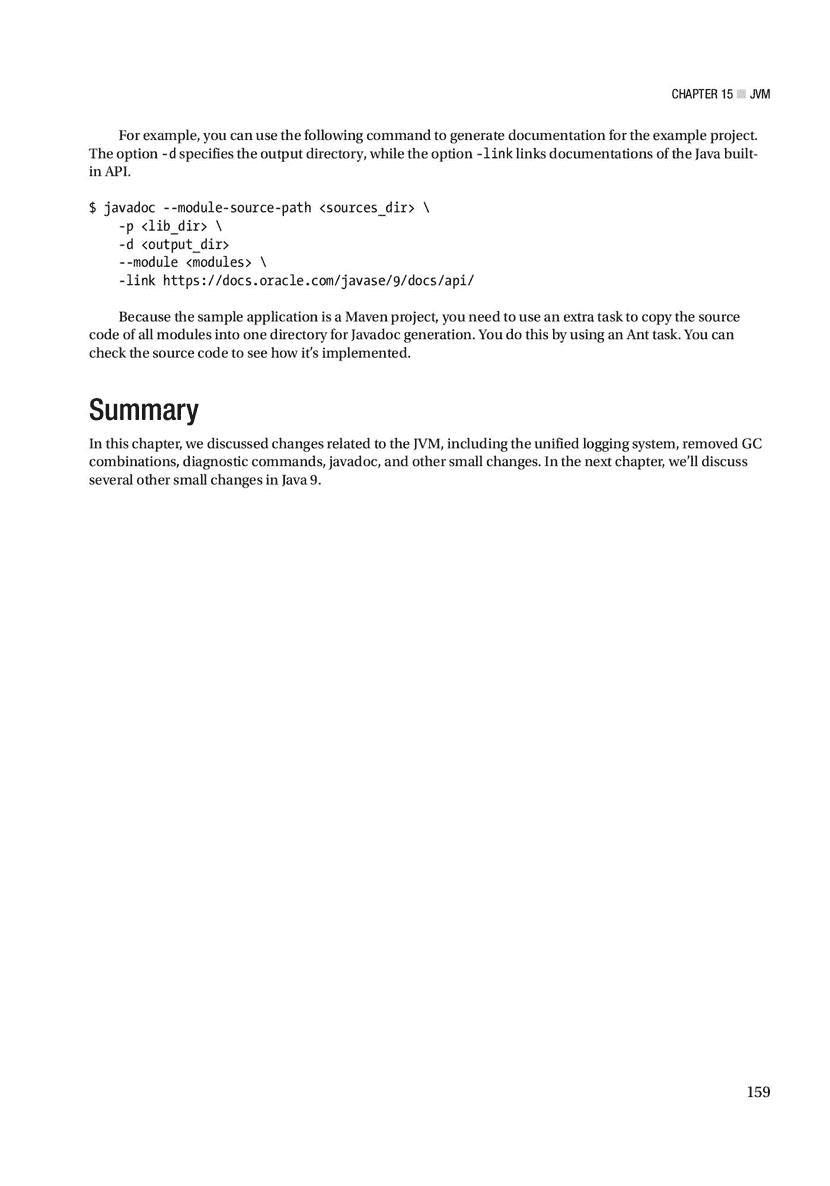 CHAPTER 15 ■ JVM
For example, you can use the following command to generate documentation for the example project.
The option -d specifies the output directory, while the option -link links documentations of the Java built-
in API.
$ javadoc --module-source-path <sources_dir> \
-p <lib_dir> \
-d <output_dir>
--module <modules> \
-link https://docs.oracle.com/javase/9/docs/api/
Because the sample application is a Maven project, you need to use an extra task to copy the source
code of all modules into one directory for Javadoc generation. You do this by using an Ant task. You can
check the source code to see how it’s implemented.
Summary
In this chapter, we discussed changes related to the JVM, including the unified logging system, removed GC
combinations, diagnostic commands, javadoc, and other small changes. In the next chapter, we’ll discuss
several other small changes in Java 9.
159